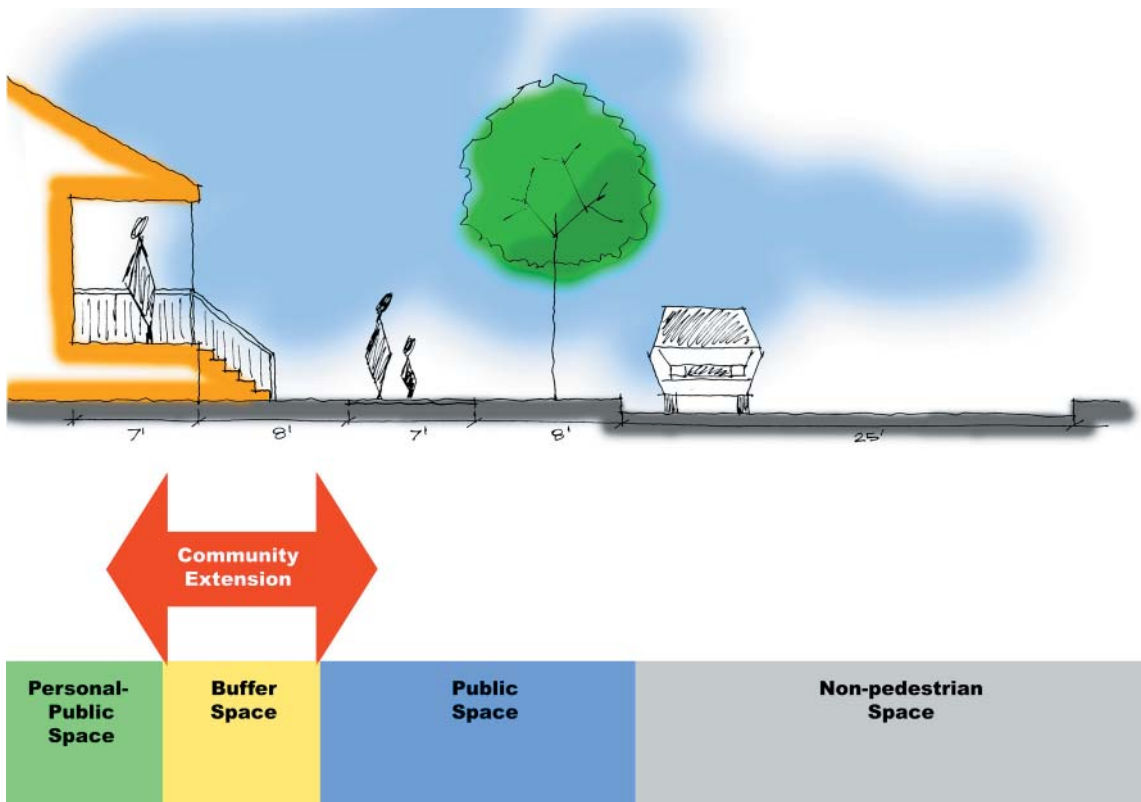 7' 8' 7' 8' 25'
Community
Extension
Personal-
Public
Space
Buffer
Space
Public
Space
Non-pedestrian
Space